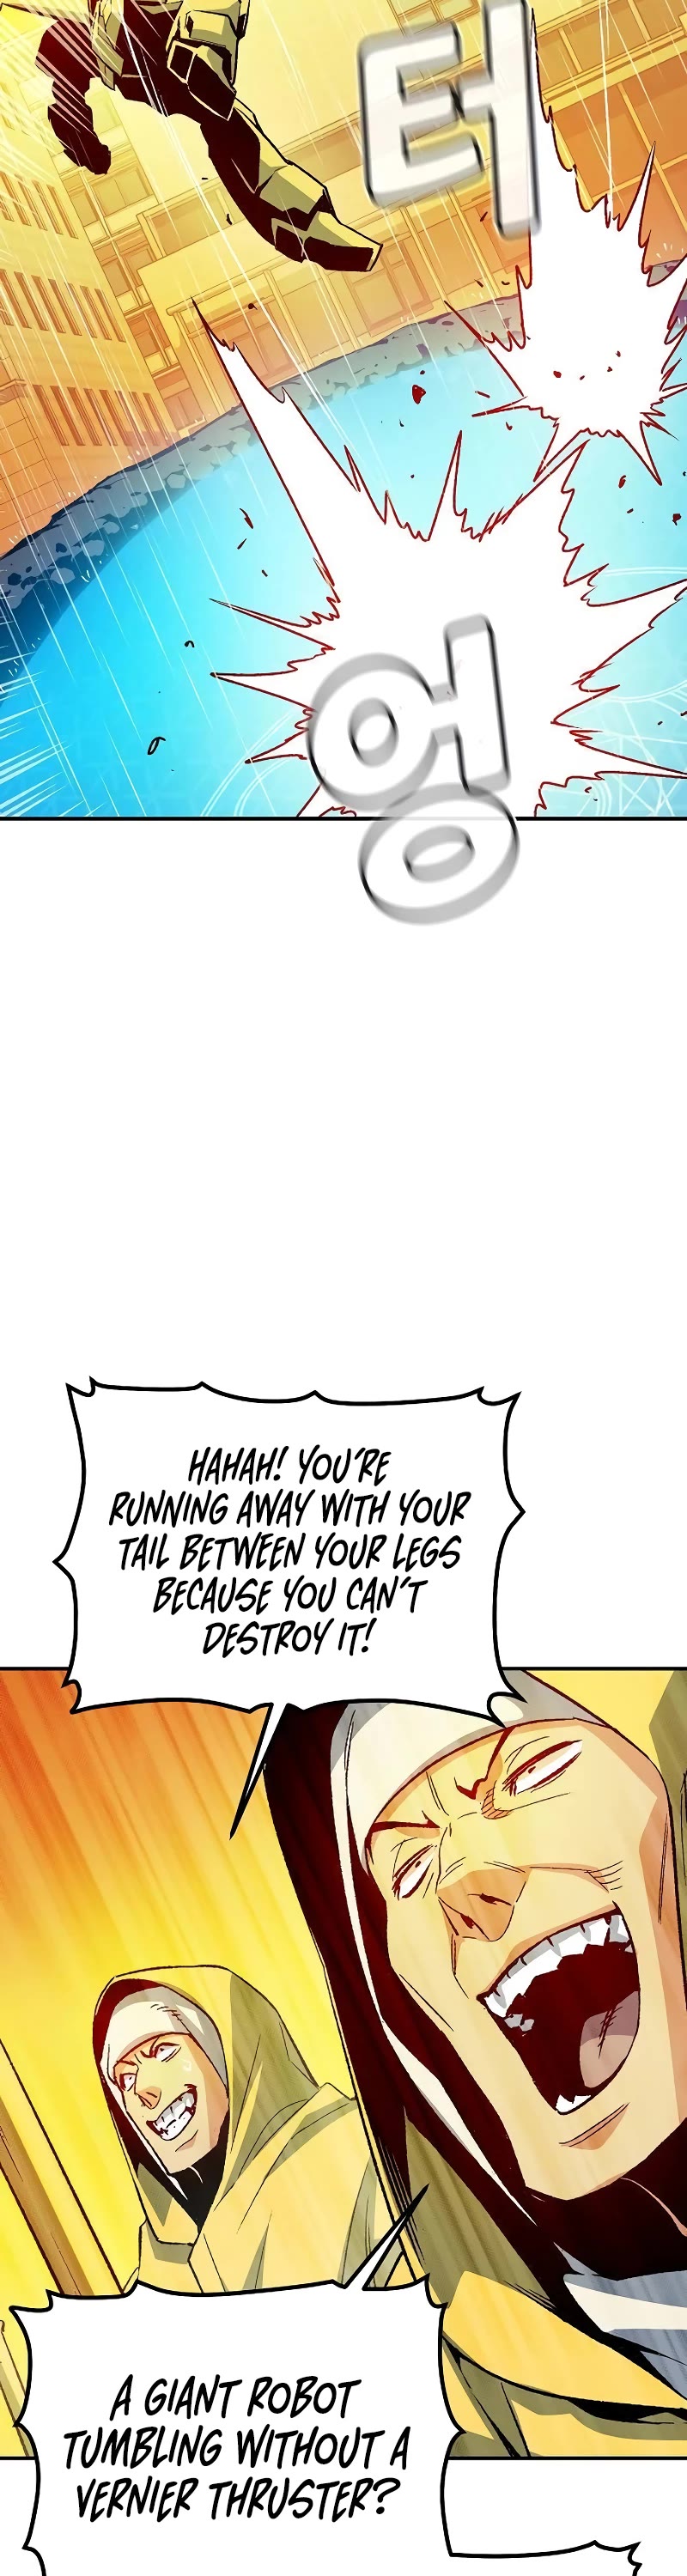 터
엉
HAHAH! YOU'RE
RUNNING AWAY WITH YOUR
TAIL BETWEEN YOUR LEGS
BECAUSE YOU CAN'T
DESTROY IT!
A GIANT ROBOT
TUMBLING WITHOUT A
VERNIER THRUSTER?